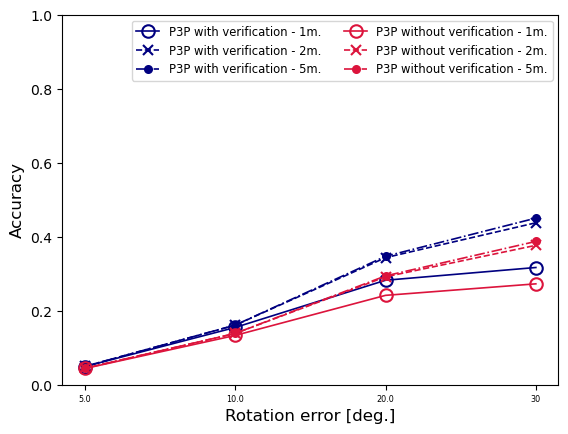 1.0
0.8
0.6
0.4
0.2
0.0
Accuracy
P3P with verification - 1m.
P3P with verification - 2m.
P3P with verification - 5m.
P3P without verification - 1m.
P3P without verification - 2m.
P3P without verification - 5m.
5.0 10.0 20.0 30
Rotation error [deg.]